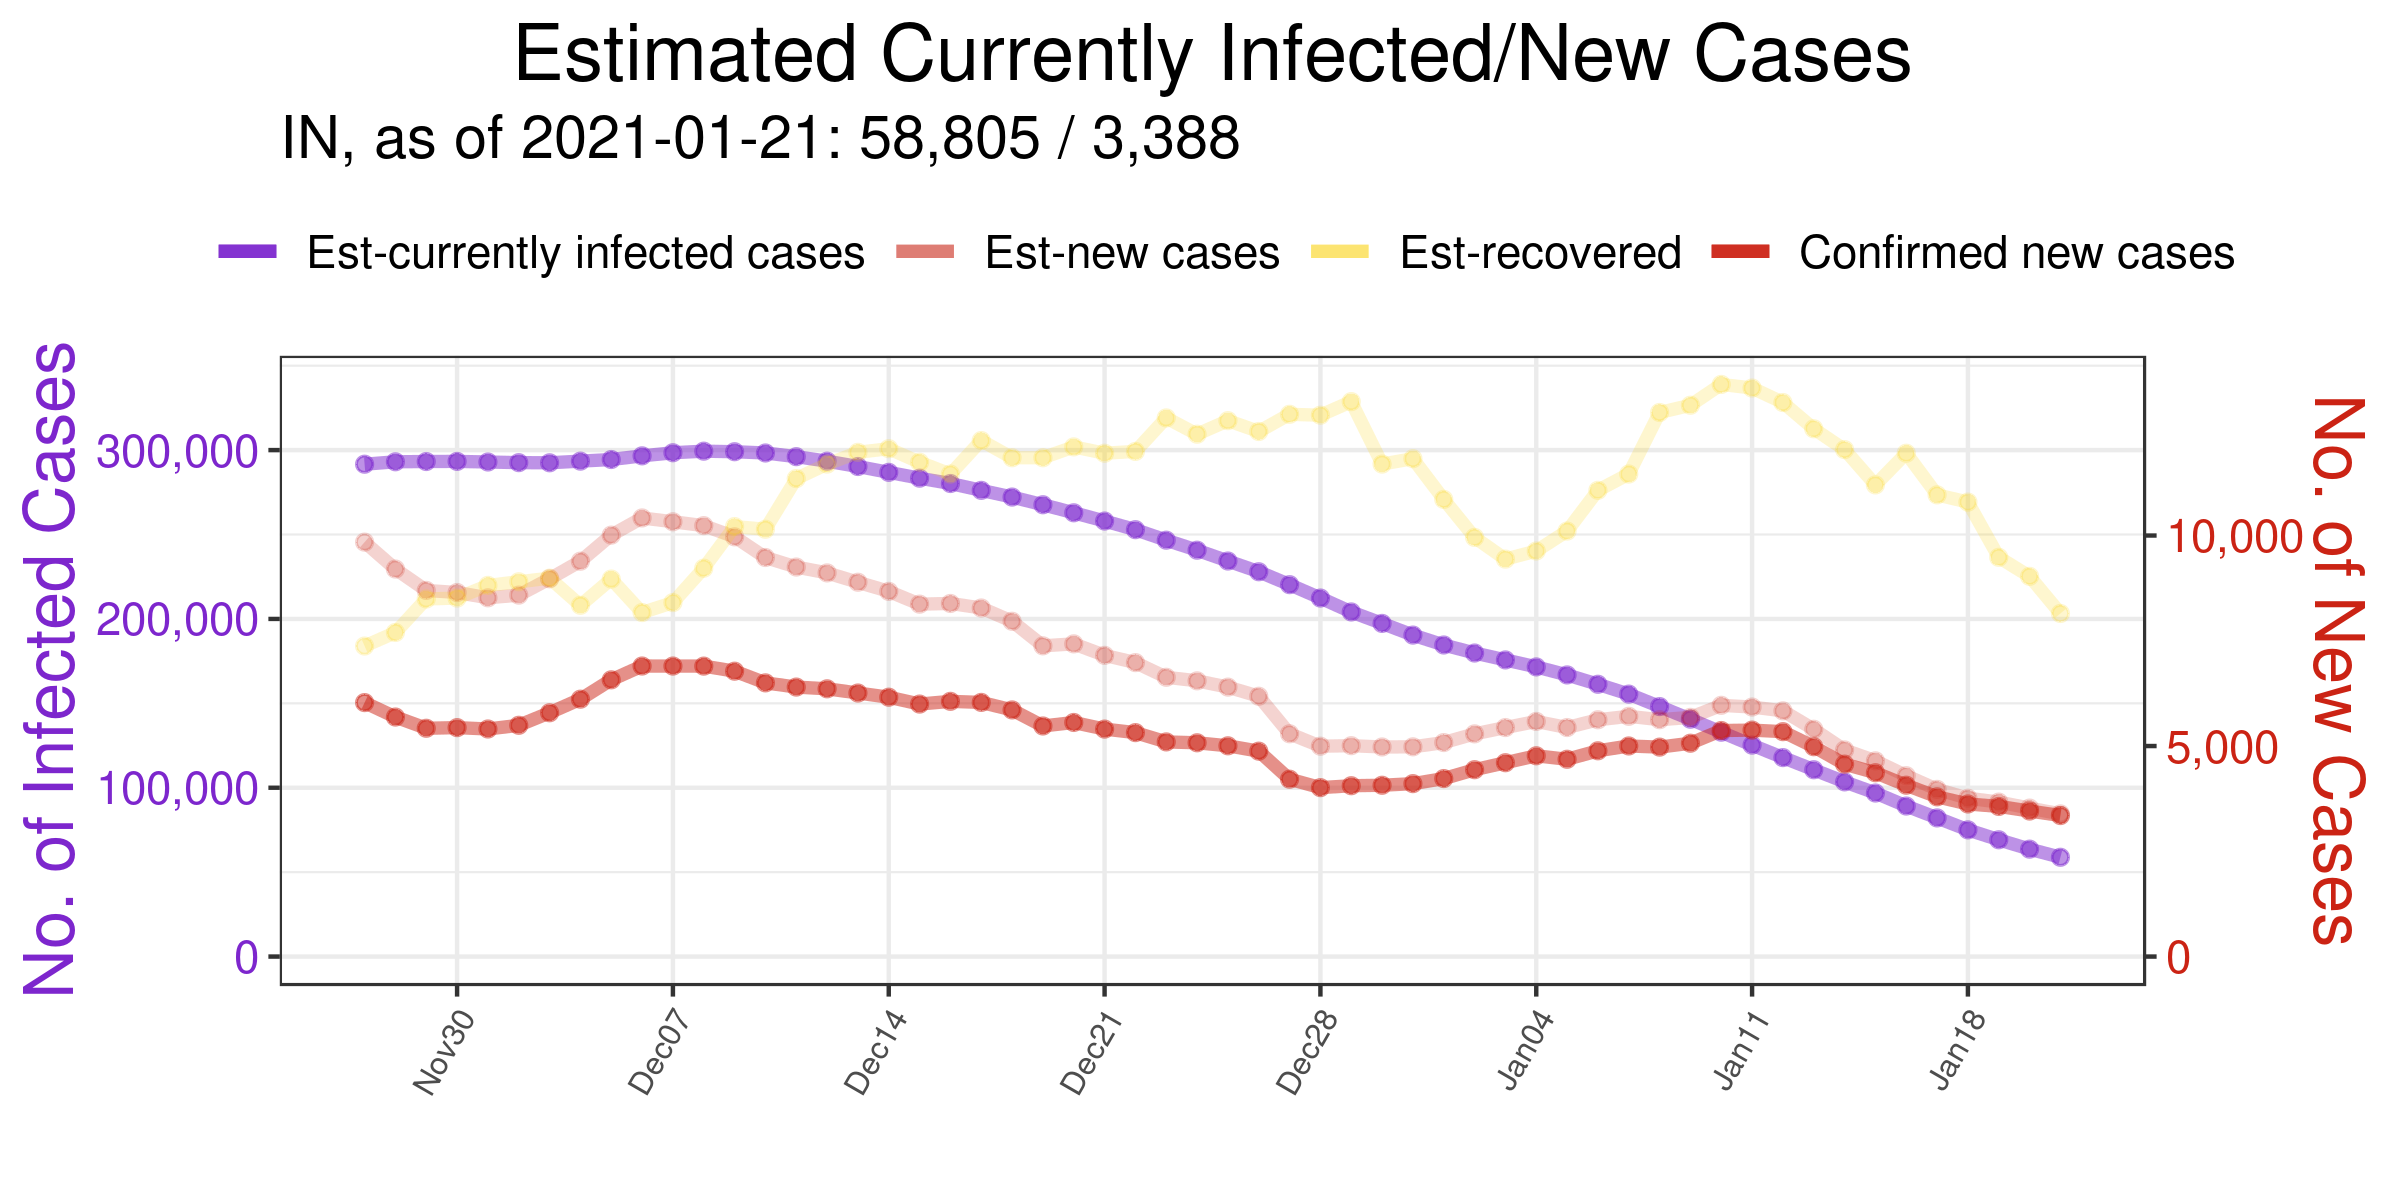 Estimated Currently Infected/New Cases
IN, as of 2021-01-21: 58,805 / 3,388
Est-currently infected cases Est-new cases Est-recovered Confirmed new cases
No. of Infected Cases
300,000
200,000
100,000
0
No. of New Cases
10,000
5,000
0
Nov30 Dec07 Dec14 Dec21 Dec28 Jan04 Jan11 Jan18